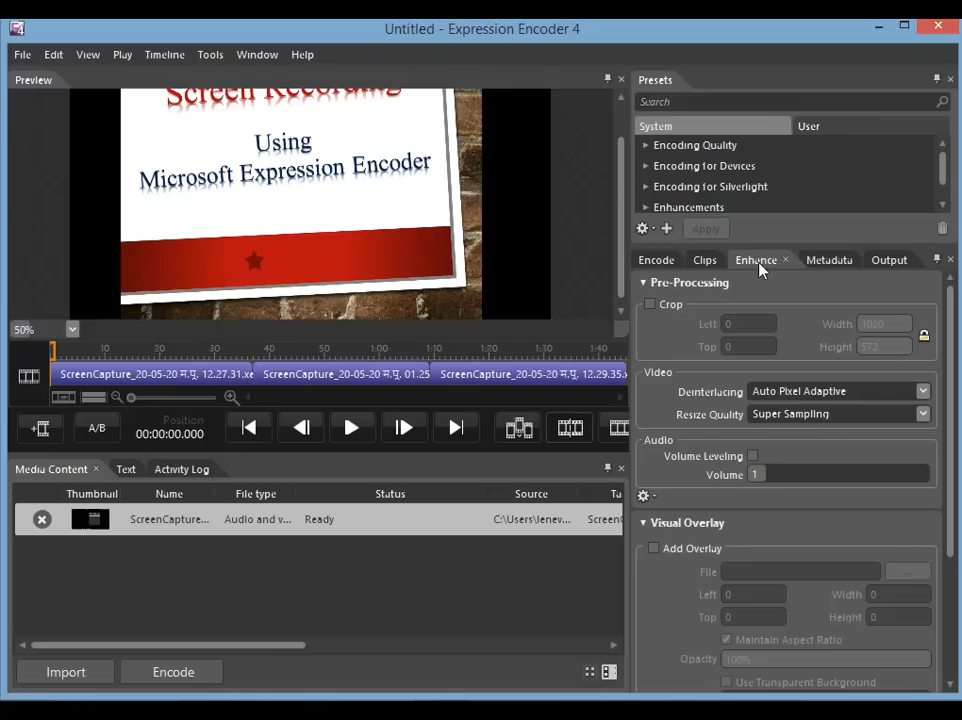 Untitled - Expression Encoder 4
File Edit View Play Timeline Tools Window Help
Preview
Screen Recording
Using
Microsoft Expression Encoder
50%
10 20 30 40 50 1:00 1:10 1:20 1:30 1:40
ScreenCapture_20-05-20 म.पू. 12.27.31.xe
ScreenCapture_20-05-20 म.पू. 01.25
ScreenCapture_20-05-20 म.पू. 12.29.35.x
A/B
Position
00:00:00.000
Media Content Text Activity Log
Thumbnail Name File type Status Source Ta
ScreenCapture... Audio and v... Ready C:\Users\lenev... ScreenC
Import Encode
Presets
Search
System User
Encoding Quality
Encoding for Devices
Encoding for Silverlight
Enhancements
Apply
Encode Clips Enhance Metadata Output
Pre-Processing
Crop
Left 0 Width 1020
Top 0 Height 572
Video
Deinterlacing Auto Pixel Adaptive
Resize Quality Super Sampling
Audio
Volume Leveling
Volume 1
Visual Overlay
Add Overlay
File ...
Left 0 Width 0
Top 0 Height 0
Maintain Aspect Ratio
Opacity 100%
Use Transparent Background